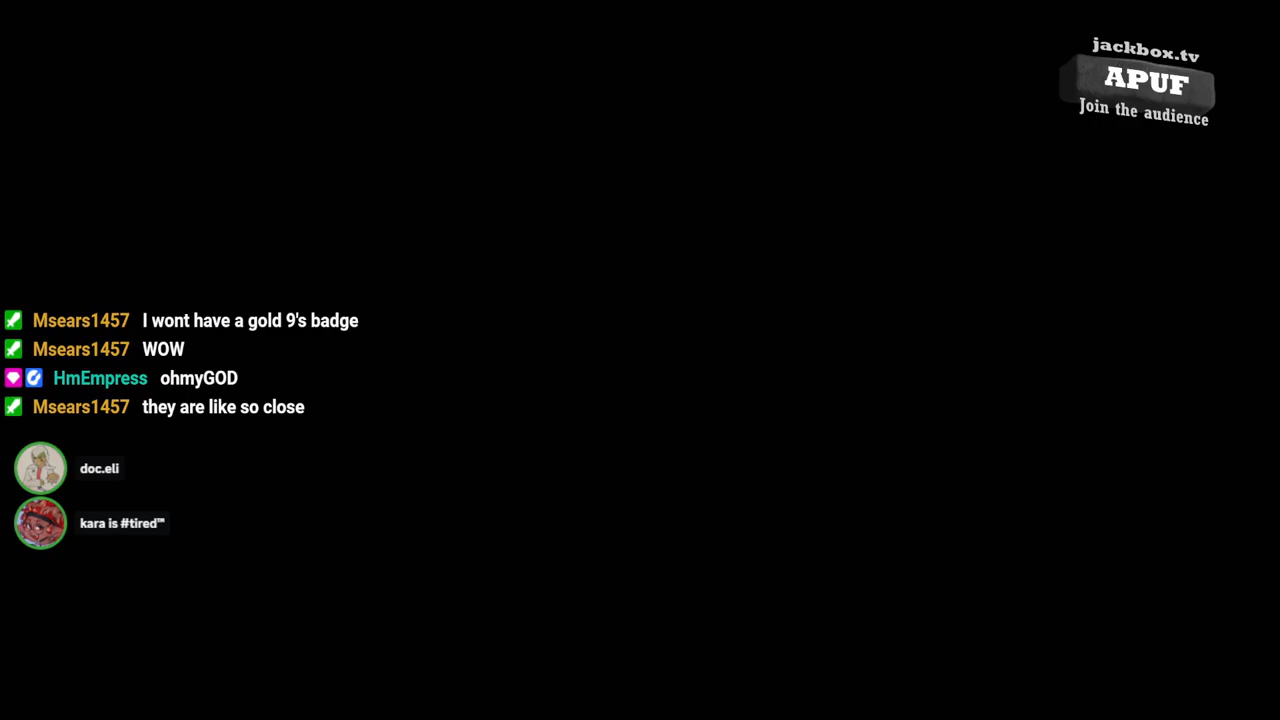 jackbox.tv
APUF
Join the audience
Msears1457 I wont have a gold 9's badge
Msears1457 WOW
HmEmpress ohmyGOD
Msears1457 they are like so close
doc.eli
kara is #tired™